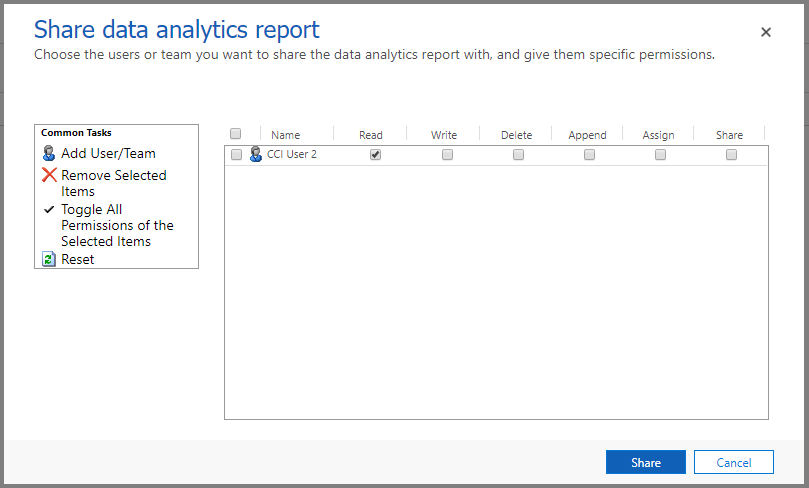 Share data analytics report
Choose the users or team you want to share the data analytics report with, and give them specific permissions.
Common Tasks
Add User/Team
Remove Selected
Items
Toggle All
Permissions of the
Selected Items
Reset
Name Read Write Delete Append Assign Share
CCI User 2
Share Cancel